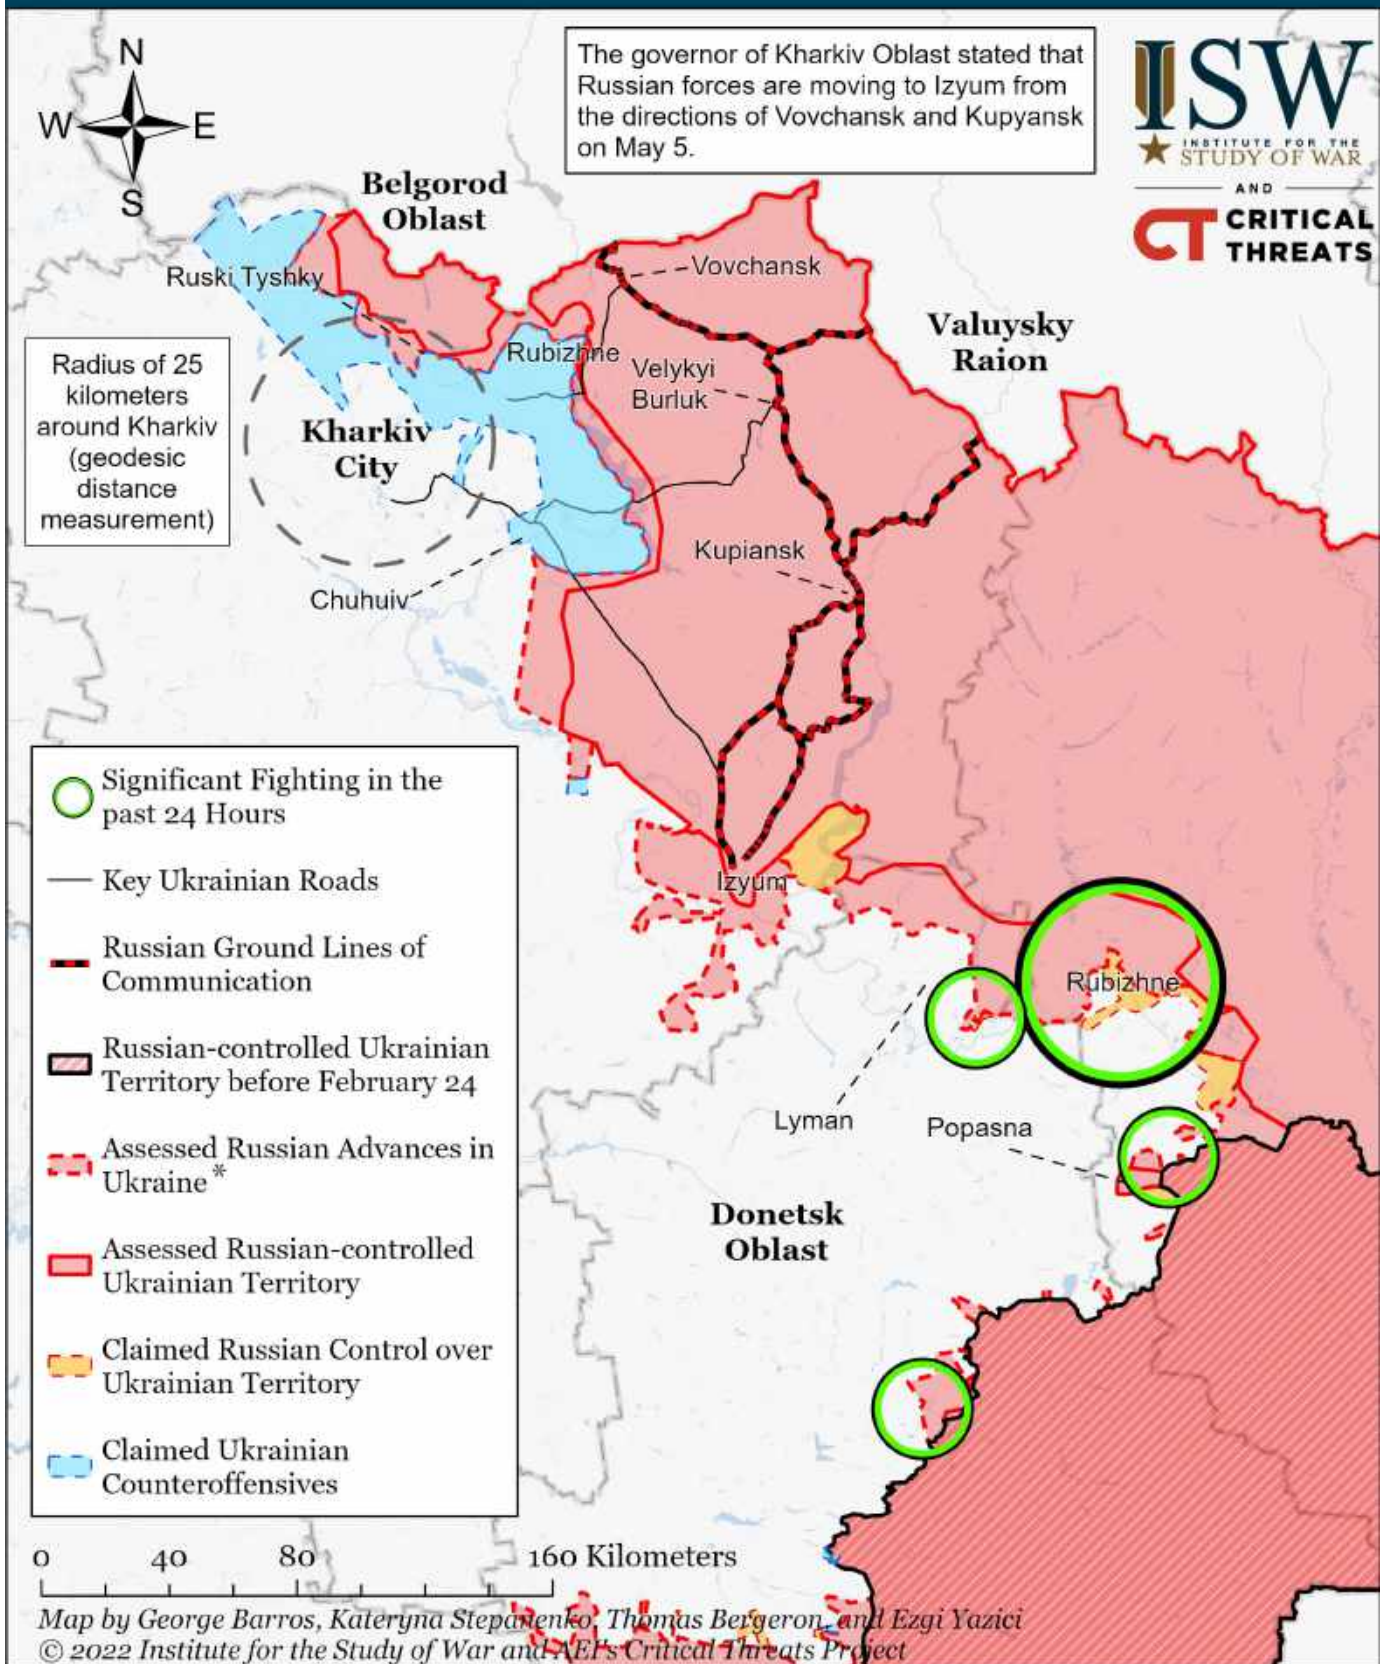 N
W E
S
The governor of Kharkiv Oblast stated that
Russian forces are moving to Izyum from
the directions of Vovchansk and Kupyansk
on May 5.
ISW
INSTITUTE FOR THE
STUDY OF WAR
AND
CT CRITICAL
THREATS
Belgorod
Oblast
Ruski Tyshky
Vovchansk
Valuysky
Raion
Radius of 25
kilometers
around Kharkiv
(geodesic
distance
measurement)
Rubizhne
Velykyi
Burluk
Kharkiv
City
Kupiansk
Chuhuiv
Izyum
Rubizhne
Lyman
Popasna
Donetsk
Oblast
Significant Fighting in the
past 24 Hours
Key Ukrainian Roads
Russian Ground Lines of
Communication
Russian-controlled Ukrainian
Territory before February 24
Assessed Russian Advances in
Ukraine*
Assessed Russian-controlled
Ukrainian Territory
Claimed Russian Control over
Ukrainian Territory
Claimed Ukrainian
Counteroffensives
0 40 80 160 Kilometers
Map by George Barros, Kateryna Stepanenko, Thomas Bergeron, and Ezgi Yazici
© 2022 Institute for the Study of War and AEI's Critical Threats Project